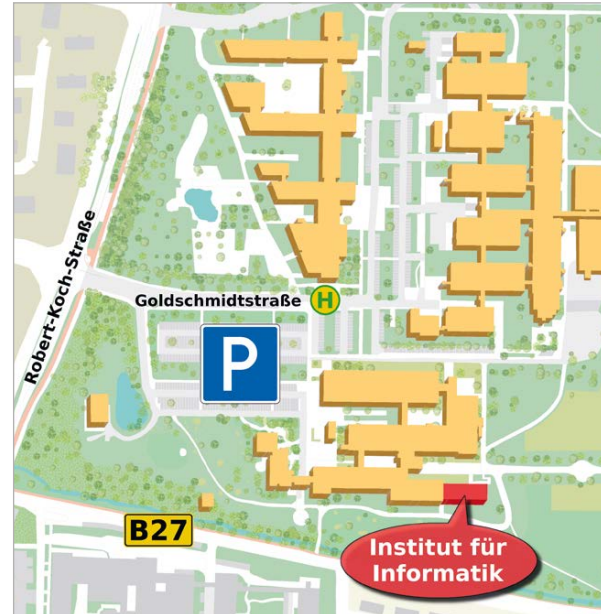 Robert-Koch-Straße
Goldschmidtstraße
H
P
B27
Institut für
Informatik